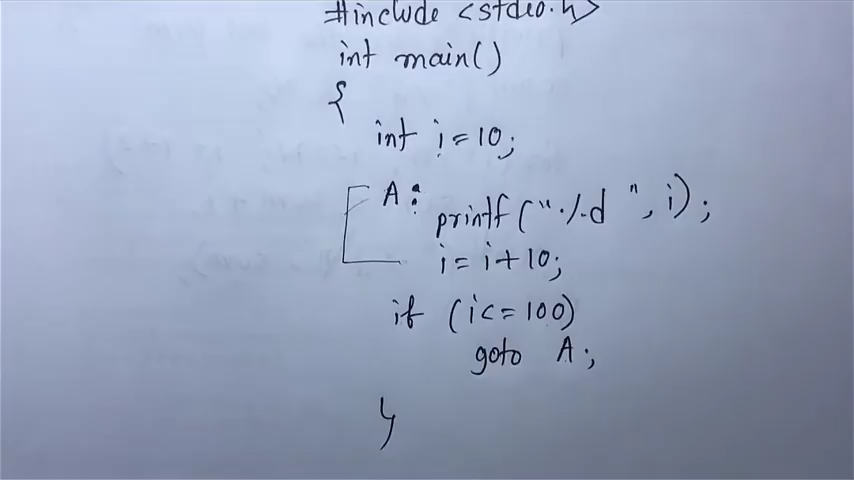 #include <stdio.h>
int main()
{
int i=10;
A:
printf("%d ", i);
i = i+10;
if (i<=100)
goto A;
}